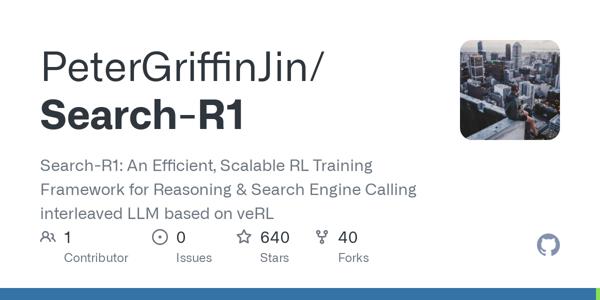 PeterGriffinJin/
Search-R1
Search-R1: An Efficient, Scalable RL Training
Framework for Reasoning & Search Engine Calling
interleaved LLM based on veRL
1 0 640 40
Contributor Issues Stars Forks